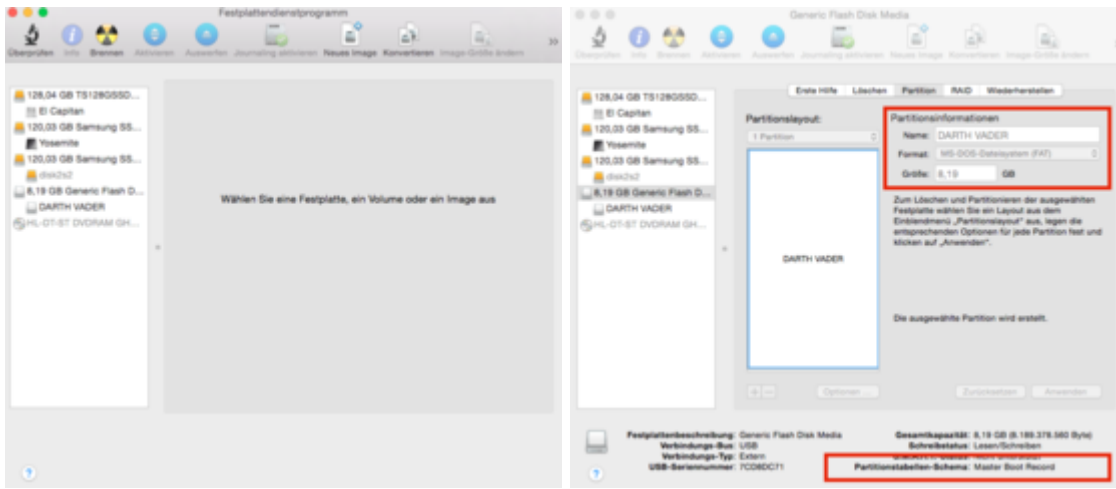 Festplattendienstprogramm
Überprüfen Info Brennen Aktivieren Auswerfen Journaling aktivieren Neues Image Konvertieren Image-Größe ändern
128,04 GB TS128GSSD...
El Capitan
120,03 GB Samsung SS...
Yosemite
120,03 GB Samsung SS...
disk2s2
8,19 GB Generic Flash D...
DARTH VADER
HL-DT-ST DVDRAM GH...
Wählen Sie eine Festplatte, ein Volume oder ein Image aus
Generic Flash Disk Media
Überprüfen Info Brennen Aktivieren Auswerfen Journaling aktivieren Neues Image Konvertieren Image-Größe ändern
128,04 GB TS128GSSD...
El Capitan
120,03 GB Samsung SS...
Yosemite
120,03 GB Samsung SS...
disk2s2
8,19 GB Generic Flash D...
DARTH VADER
HL-DT-ST DVDRAM GH...
Erste Hilfe Löschen Partition RAID Wiederherstellen
Partitionslayout:
1 Partition
DARTH VADER
Optionen...
Partitionsinformationen
Name: DARTH VADER
Format: MS-DOS-Dateisystem (FAT)
Größe: 8,19 GB
Zum Löschen und Partitionieren der ausgewählten
Festplatte wählen Sie ein Layout aus dem
Einblendmenü „Partitionslayout“ aus, legen die
entsprechenden Optionen für jede Partition fest und
klicken auf „Anwenden“.
Die ausgewählte Partition wird erstellt.
Zurücksetzen Anwenden
Festplattenbeschreibung: Generic Flash Disk Media
Verbindungs-Bus: USB
Verbindungs-Typ: Extern
USB-Seriennummer: 7CD8DC71
Gesamtkapazität: 8,19 GB (8.189.378.560 Byte)
Schreibstatus: Lesen/Schreiben
Partitionstabellen-Schema: Master Boot Record